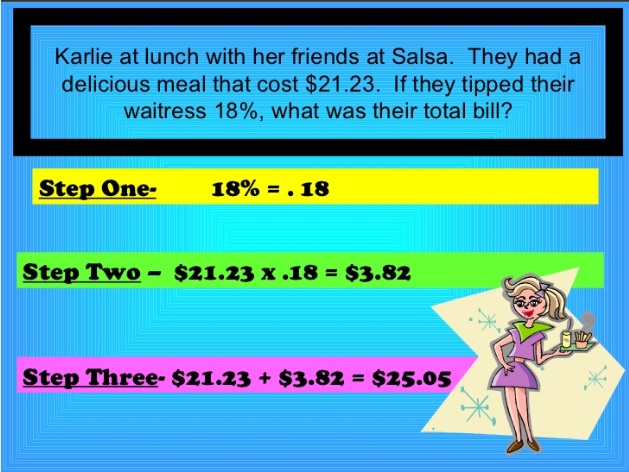 Karlie at lunch with her friends at Salsa.  They had a
delicious meal that cost $21.23.  If they tipped their
waitress 18%, what was their total bill?
Step One-        18% = . 18
Step Two –  $21.23 x .18 = $3.82
Step Three- $21.23 + $3.82 = $25.05